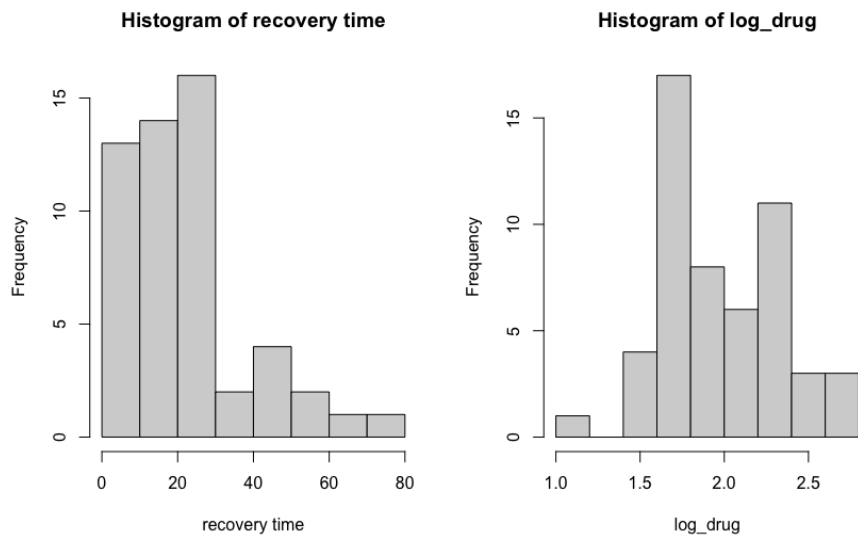 Histogram of recovery time
Histogram of log_drug
Frequency
0
5
10
15
0
20
40
60
80
recovery time
Frequency
0
5
10
15
1.0
1.5
2.0
2.5
log_drug